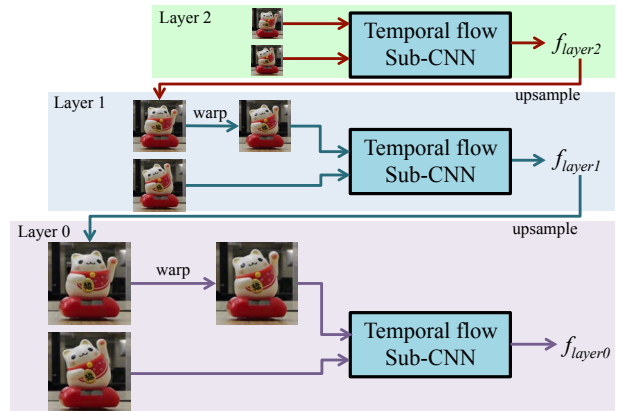 Layer 2
Temporal flow
Sub-CNN
f_layer2
upsample
Layer 1
warp
Temporal flow
Sub-CNN
f_layer1
upsample
Layer 0
warp
Temporal flow
Sub-CNN
f_layer0